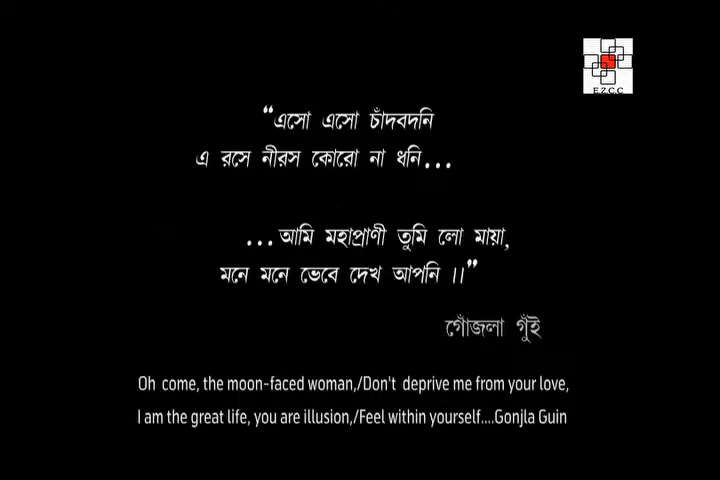 EZCC
“এসো এসো চাঁদবদনি
এ রসে নীরস কোরো না ধনি...
...আমি মহাপ্রাণী তুমি লো মায়া,
মনে মনে ভেবে দেখ আপনি ।।”
গোঁজলা গুঁই
Oh come, the moon-faced woman,/Don't deprive me from your love,
I am the great life, you are illusion,/Feel within yourself....Gonjla Guin